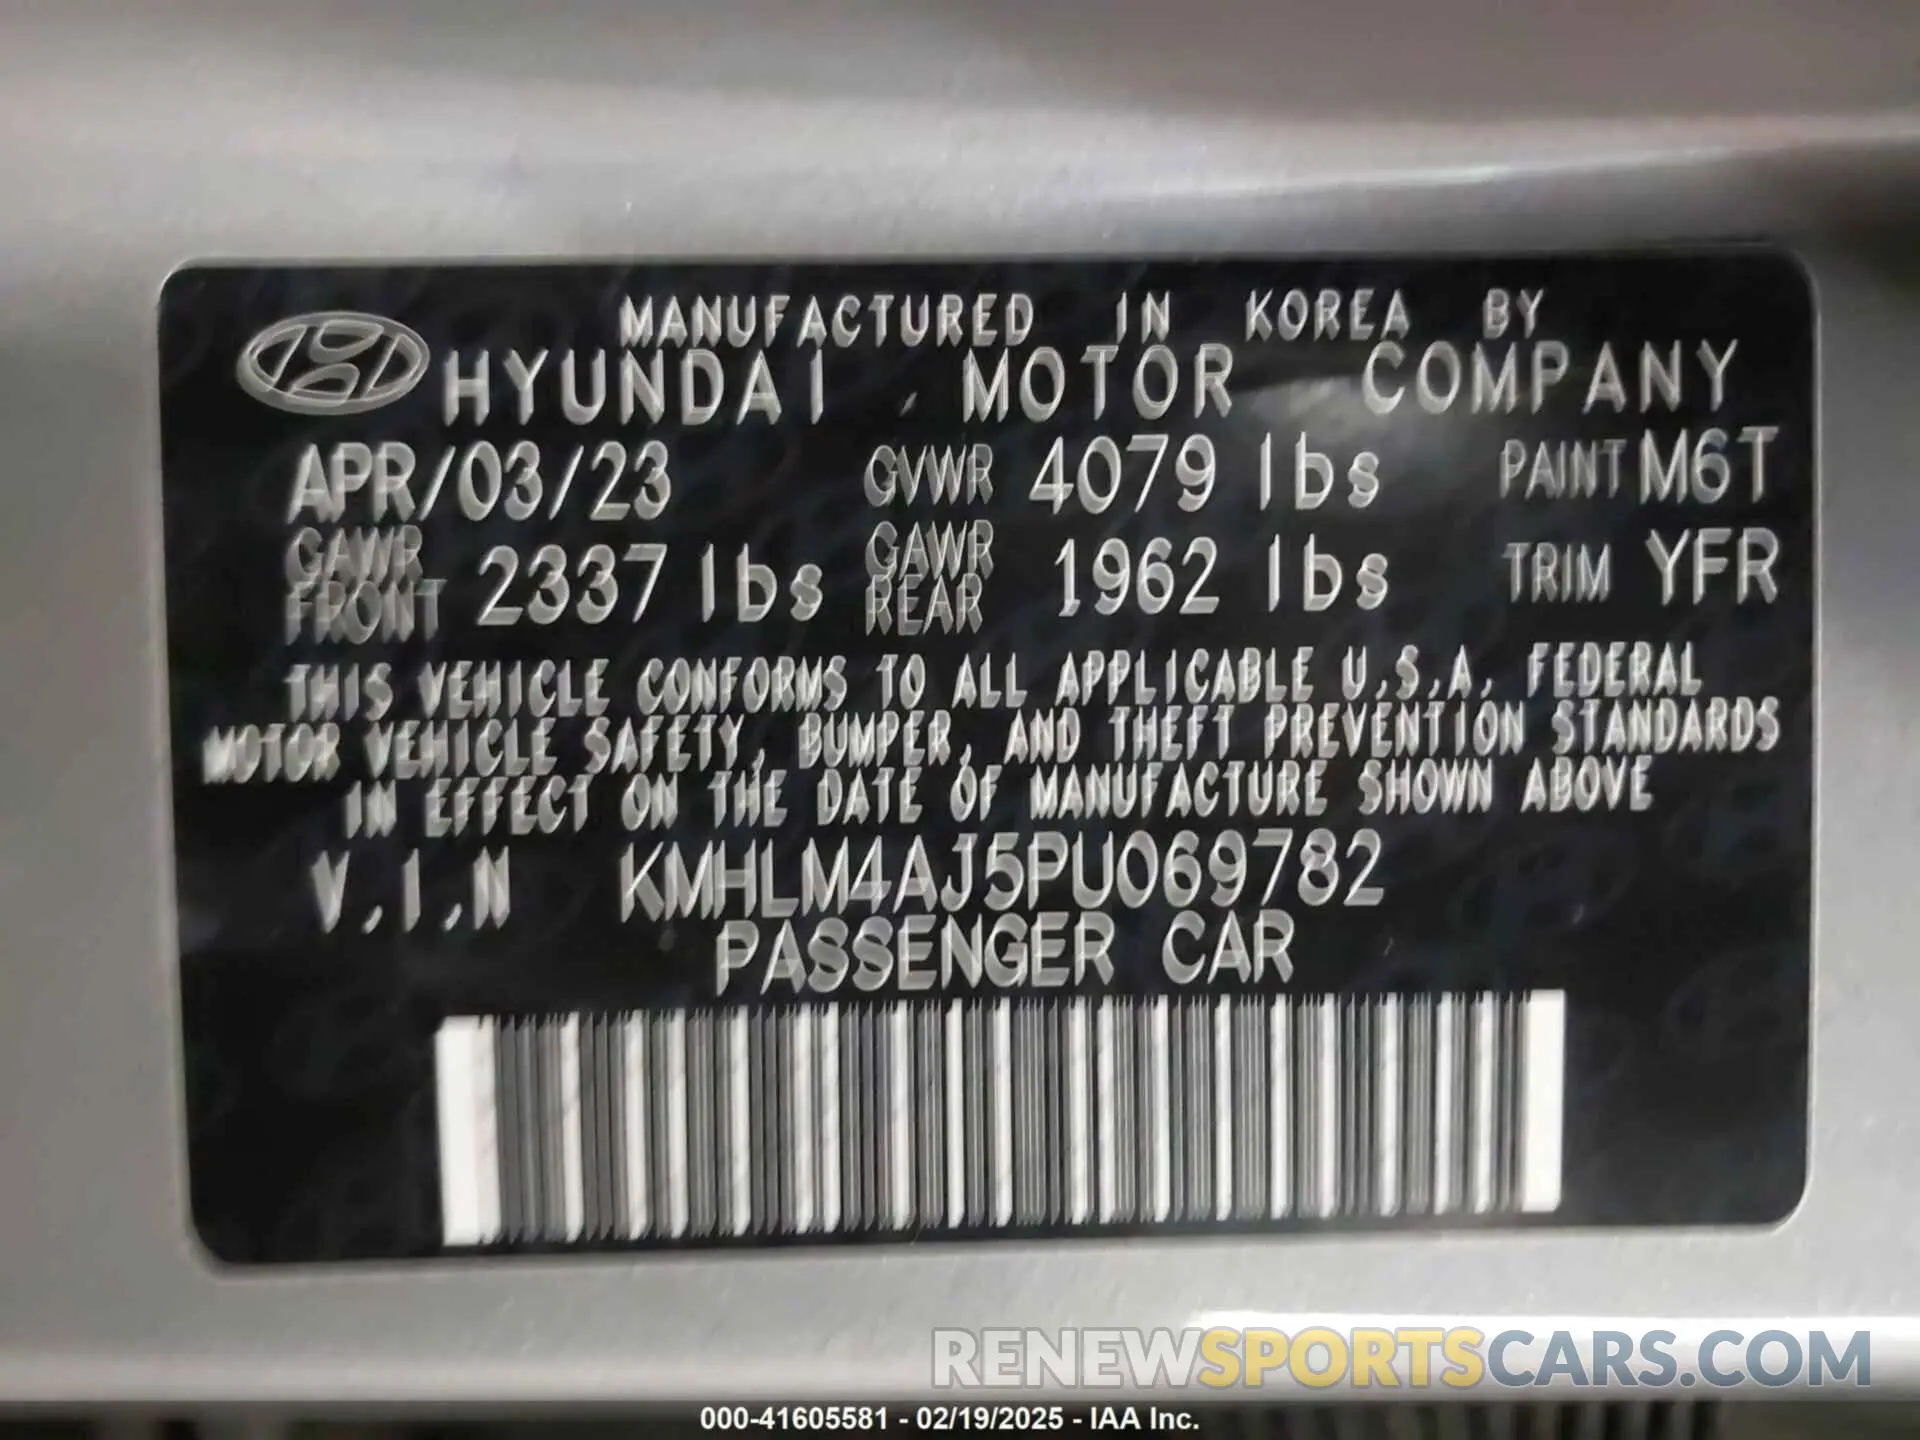 MANUFACTURED IN KOREA BY
HYUNDAI MOTOR COMPANY
APR/03/23 GVWR 4079 lbs PAINT M6T
GAWR FRONT 2337 lbs GAWR REAR 1962 lbs TRIM YFR
THIS VEHICLE CONFORMS TO ALL APPLICABLE U.S.A. FEDERAL
MOTOR VEHICLE SAFETY, BUMPER, AND THEFT PREVENTION STANDARDS
IN EFFECT ON THE DATE OF MANUFACTURE SHOWN ABOVE
V.I.N KMHLM4AJ5PU069782
PASSENGER CAR
RENEWSPORTSCARS.COM
000-41605581 - 02/19/2025 - IAA Inc.